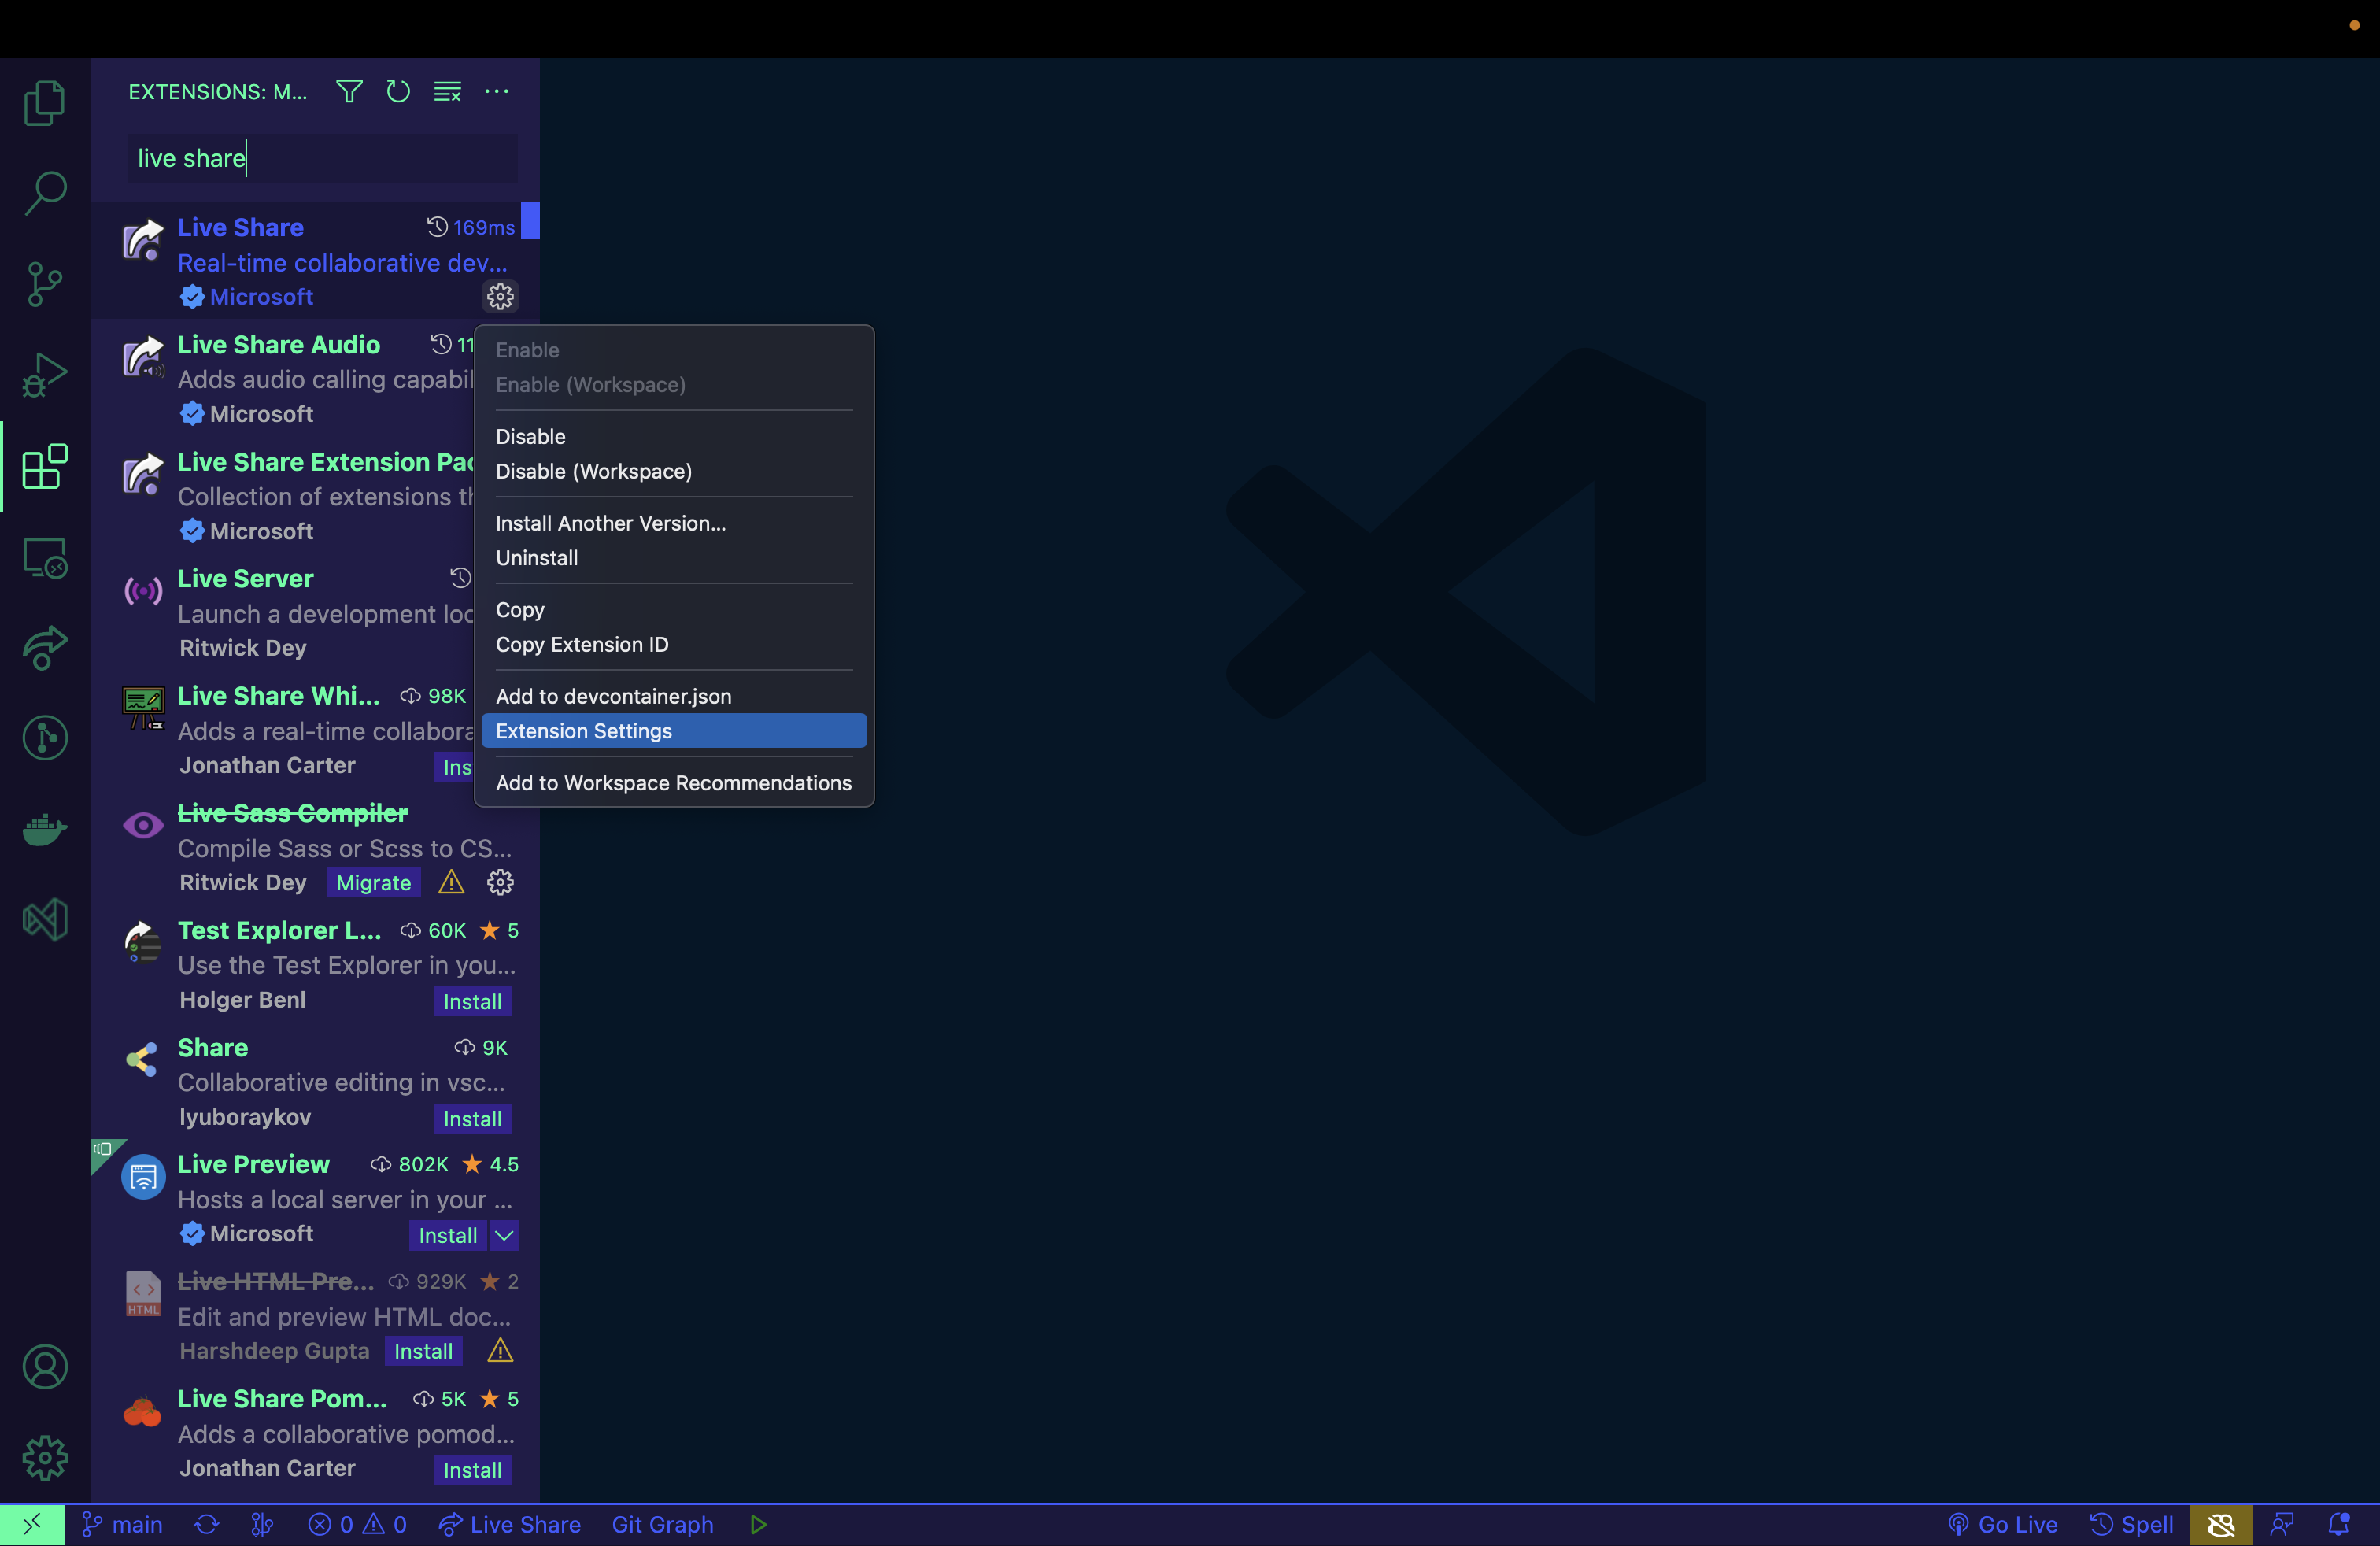 EXTENSIONS: M...
live share
Live Share 169ms
Real-time collaborative dev...
Microsoft
Live Share Audio 11
Adds audio calling capabil
Microsoft
Live Share Extension Pac
Collection of extensions th
Microsoft
Live Server
Launch a development loc
Ritwick Dey
Live Share Whi... 98K
Adds a real-time collabora
Jonathan Carter Ins
Live Sass Compiler
Compile Sass or Scss to CS...
Ritwick Dey Migrate
Test Explorer L... 60K 5
Use the Test Explorer in you...
Holger Benl Install
Share 9K
Collaborative editing in vsc...
lyuboraykov Install
Live Preview 802K 4.5
Hosts a local server in your ...
Microsoft Install
Live HTML Pre... 929K 2
HTML
Edit and preview HTML doc...
Harshdeep Gupta Install
Live Share Pom... 5K 5
Adds a collaborative pomod...
Jonathan Carter Install
Enable
Enable (Workspace)
Disable
Disable (Workspace)
Install Another Version...
Uninstall
Copy
Copy Extension ID
Add to devcontainer.json
Extension Settings
Add to Workspace Recommendations
main 0 0 Live Share Git Graph Go Live Spell